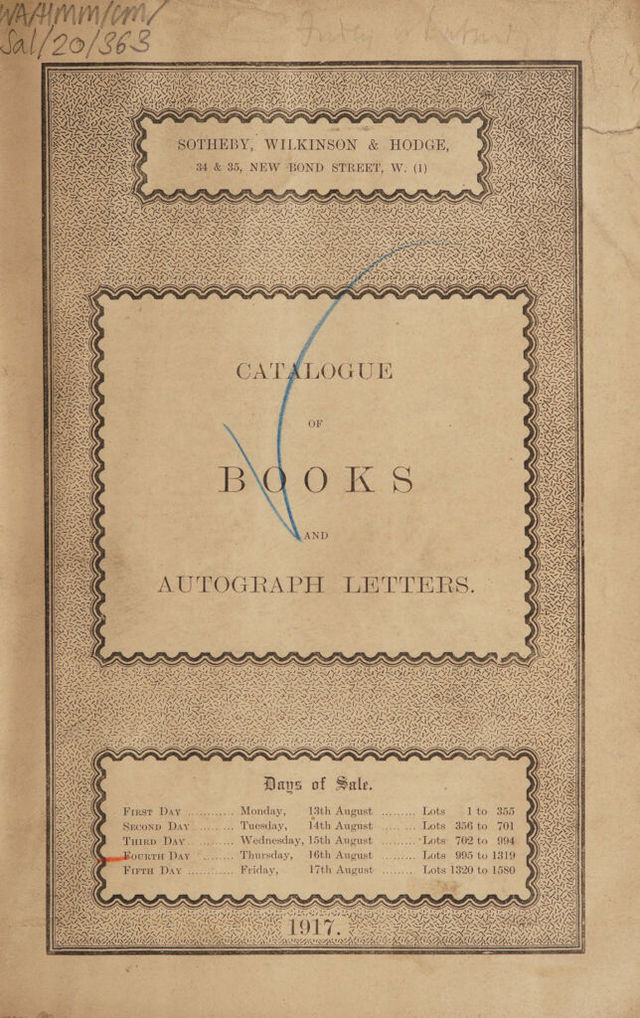 WA/HMM/CM/
Sal/20/363
SOTHEBY, WILKINSON & HODGE,
34 & 35, NEW BOND STREET, W. (1)
CATALOGUE
OF
BOOKS
AND
AUTOGRAPH LETTERS.
Days of Sale.
FIRST DAY ............ Monday, 13th August ......... Lots 1 to 355
SECOND DAY ......... Tuesday, 14th August ......... Lots 356 to 701
THIRD DAY ............ Wednesday, 15th August ......... Lots 702 to 994
FOURTH DAY ......... Thursday, 16th August ......... Lots 995 to 1319
FIFTH DAY ............ Friday, 17th August ......... Lots 1320 to 1580
1917.